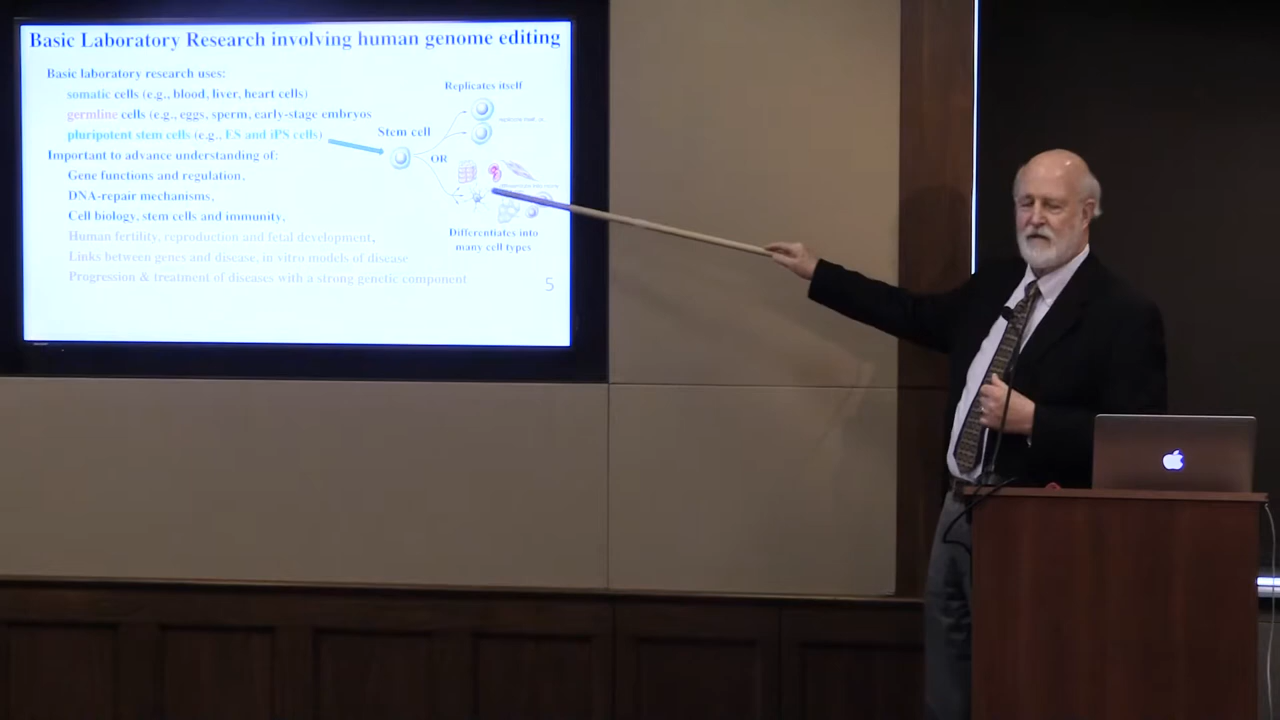 Basic Laboratory Research involving human genome editing
Basic laboratory research uses:
somatic cells (e.g., blood, liver, heart cells)
germline cells (e.g., eggs, sperm, early-stage embryos
pluripotent stem cells (e.g., ES and iPS cells)
Important to advance understanding of:
Gene functions and regulation,
DNA-repair mechanisms,
Cell biology, stem cells and immunity,
Human fertility, reproduction and fetal development,
Links between genes and disease, in vitro models of disease
Progression & treatment of diseases with a strong genetic component
Replicates itself
Stem cell
OR
Differentiates into
many cell types
5